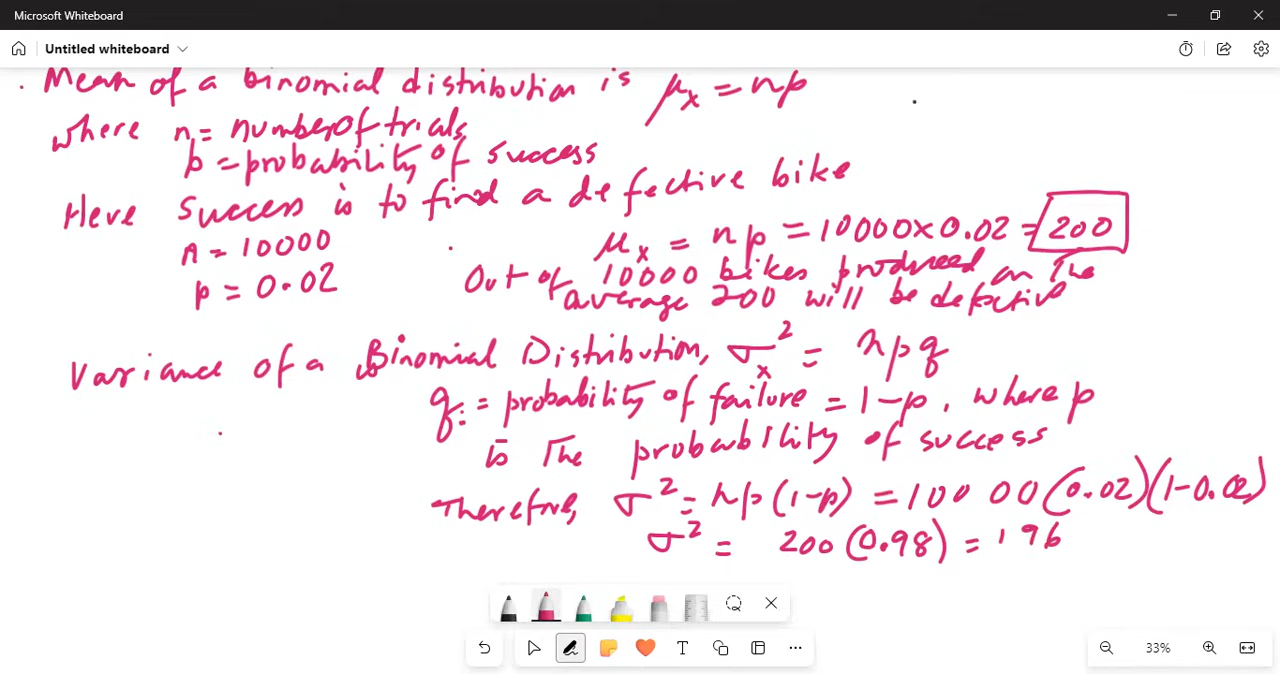 Microsoft Whiteboard
Untitled whiteboard
. Mean of a binomial distribution is μx = np
where n = number of trials
p = probability of success
Here success is to find a defective bike
n = 10000
p = 0.02
μx = np = 10000 x 0.02 = 200
Out of 10000 bikes produced on The
average 200 will be defective
Variance of a Binomial Distribution, σx² = npq
q = probability of failure = 1-p, where p
is The probability of success
Therefore, σ² = np(1-p) = 10000(0.02)(1-0.02)
σ² = 200(0.98) = 196
33%